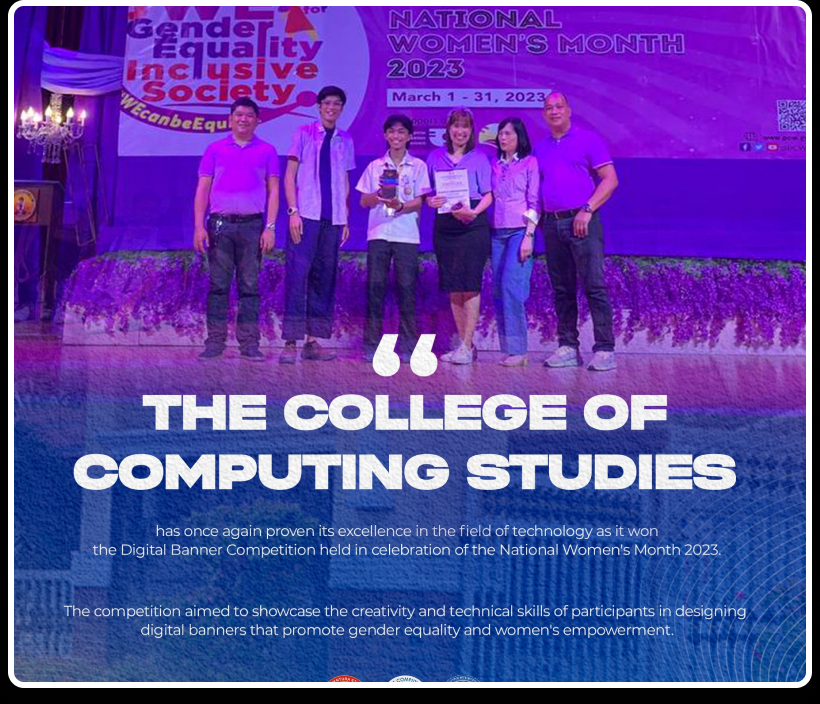 WE
for
Gender
Equality
Inclusive
Society
#WEcanbeEqu
NATIONAL
WOMEN'S MONTH
2023
March 1 - 31, 2023
“
THE COLLEGE OF
COMPUTING STUDIES
has once again proven its excellence in the field of technology as it won
the Digital Banner Competition held in celebration of the National Women's Month 2023.
The competition aimed to showcase the creativity and technical skills of participants in designing
digital banners that promote gender equality and women's empowerment.